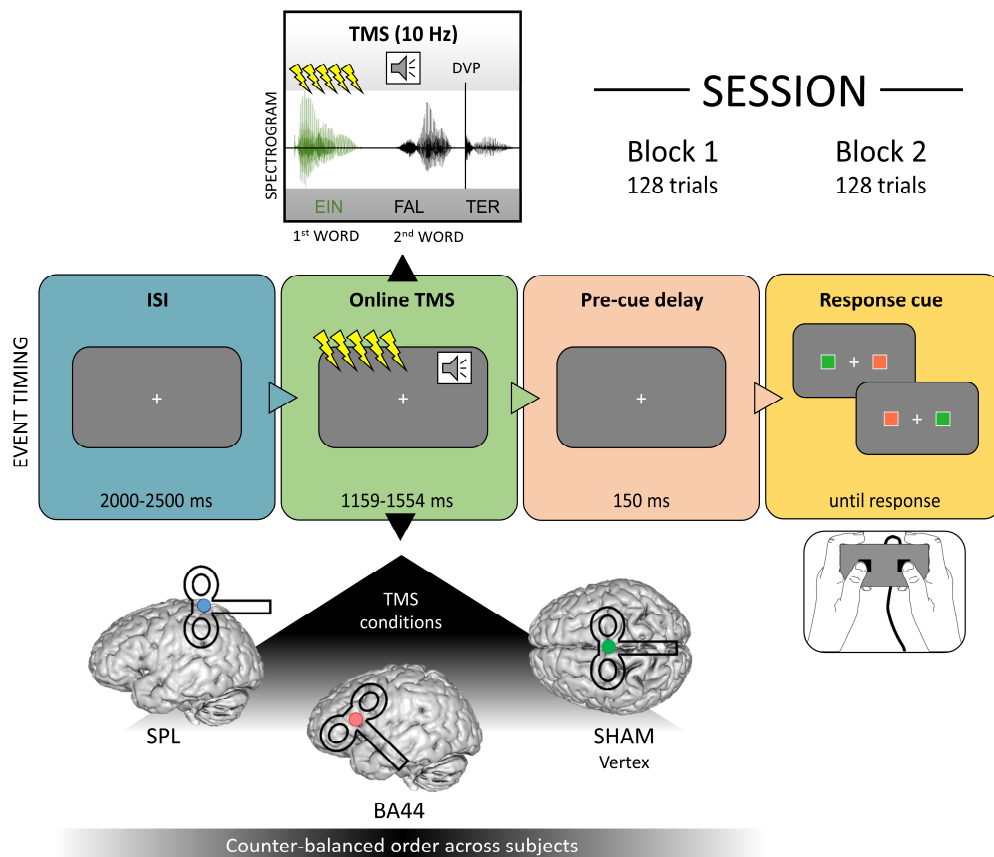 TMS (10 Hz)
DVP
SPECTROGRAM
EIN FAL TER
1st WORD 2nd WORD
SESSION
Block 1 Block 2
128 trials 128 trials
EVENT TIMING
ISI Online TMS Pre-cue delay Response cue
2000-2500 ms 1159-1554 ms 150 ms until response
TMS
conditions
SPL
BA44
SHAM
Vertex
Counter-balanced order across subjects